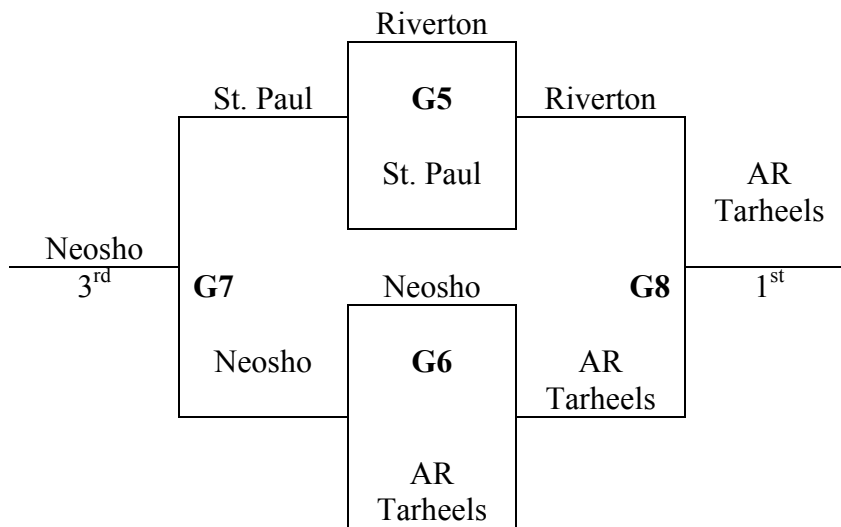 Riverton
St. Paul G5 Riverton
St. Paul
AR
Tarheels
Neosho
3rd
G7
Neosho
G8
1st
Neosho
G6
AR
Tarheels
AR
Tarheels